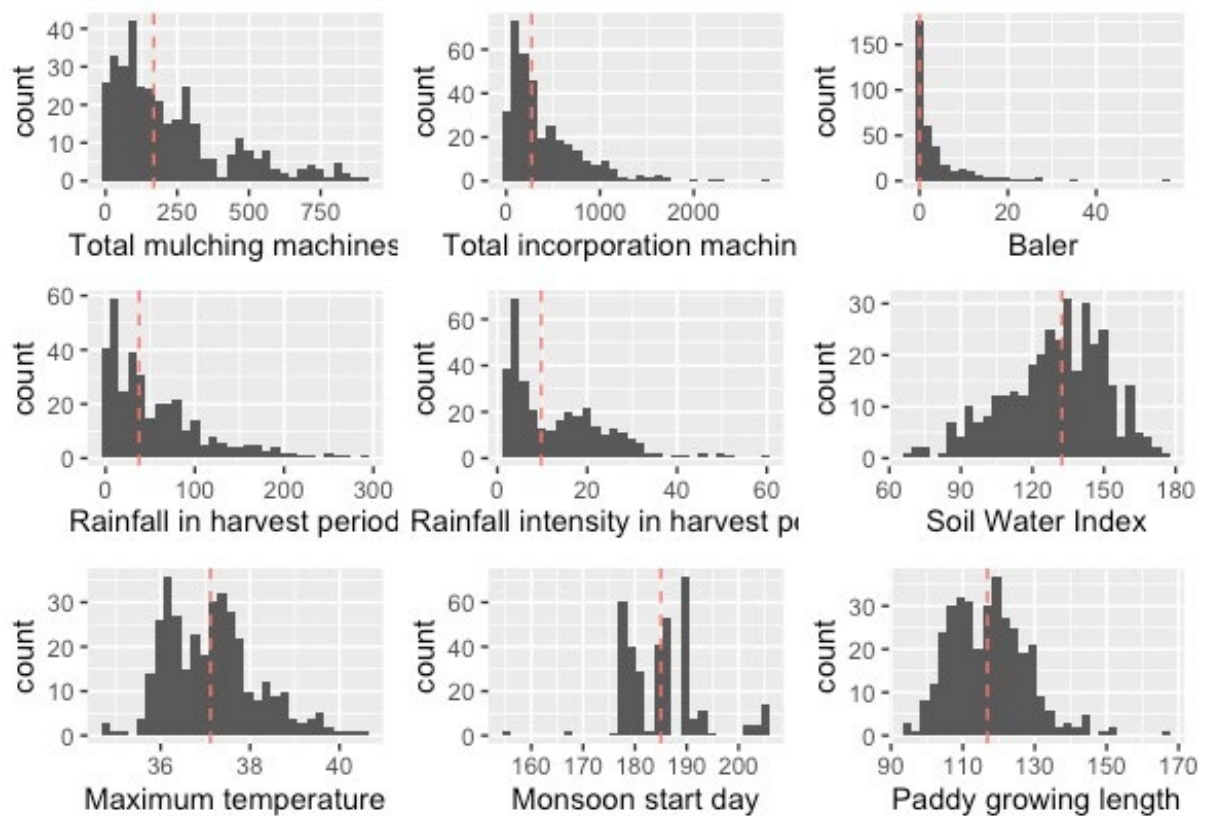 40
30
20
10
0
count
0 250 500 750
Total mulching machines
60
40
20
0
count
0 1000 2000
Total incorporation machin
150
100
50
0
count
0 20 40
Baler
60
40
20
0
count
0 100 200 300
Rainfall in harvest period
60
40
20
0
count
0 20 40 60
Rainfall intensity in harvest p
30
20
10
0
count
60 90 120 150 180
Soil Water Index
30
20
10
0
count
36 38 40
Maximum temperature
60
40
20
0
count
160 170 180 190 200
Monsoon start day
30
20
10
0
count
90 110 130 150 170
Paddy growing length